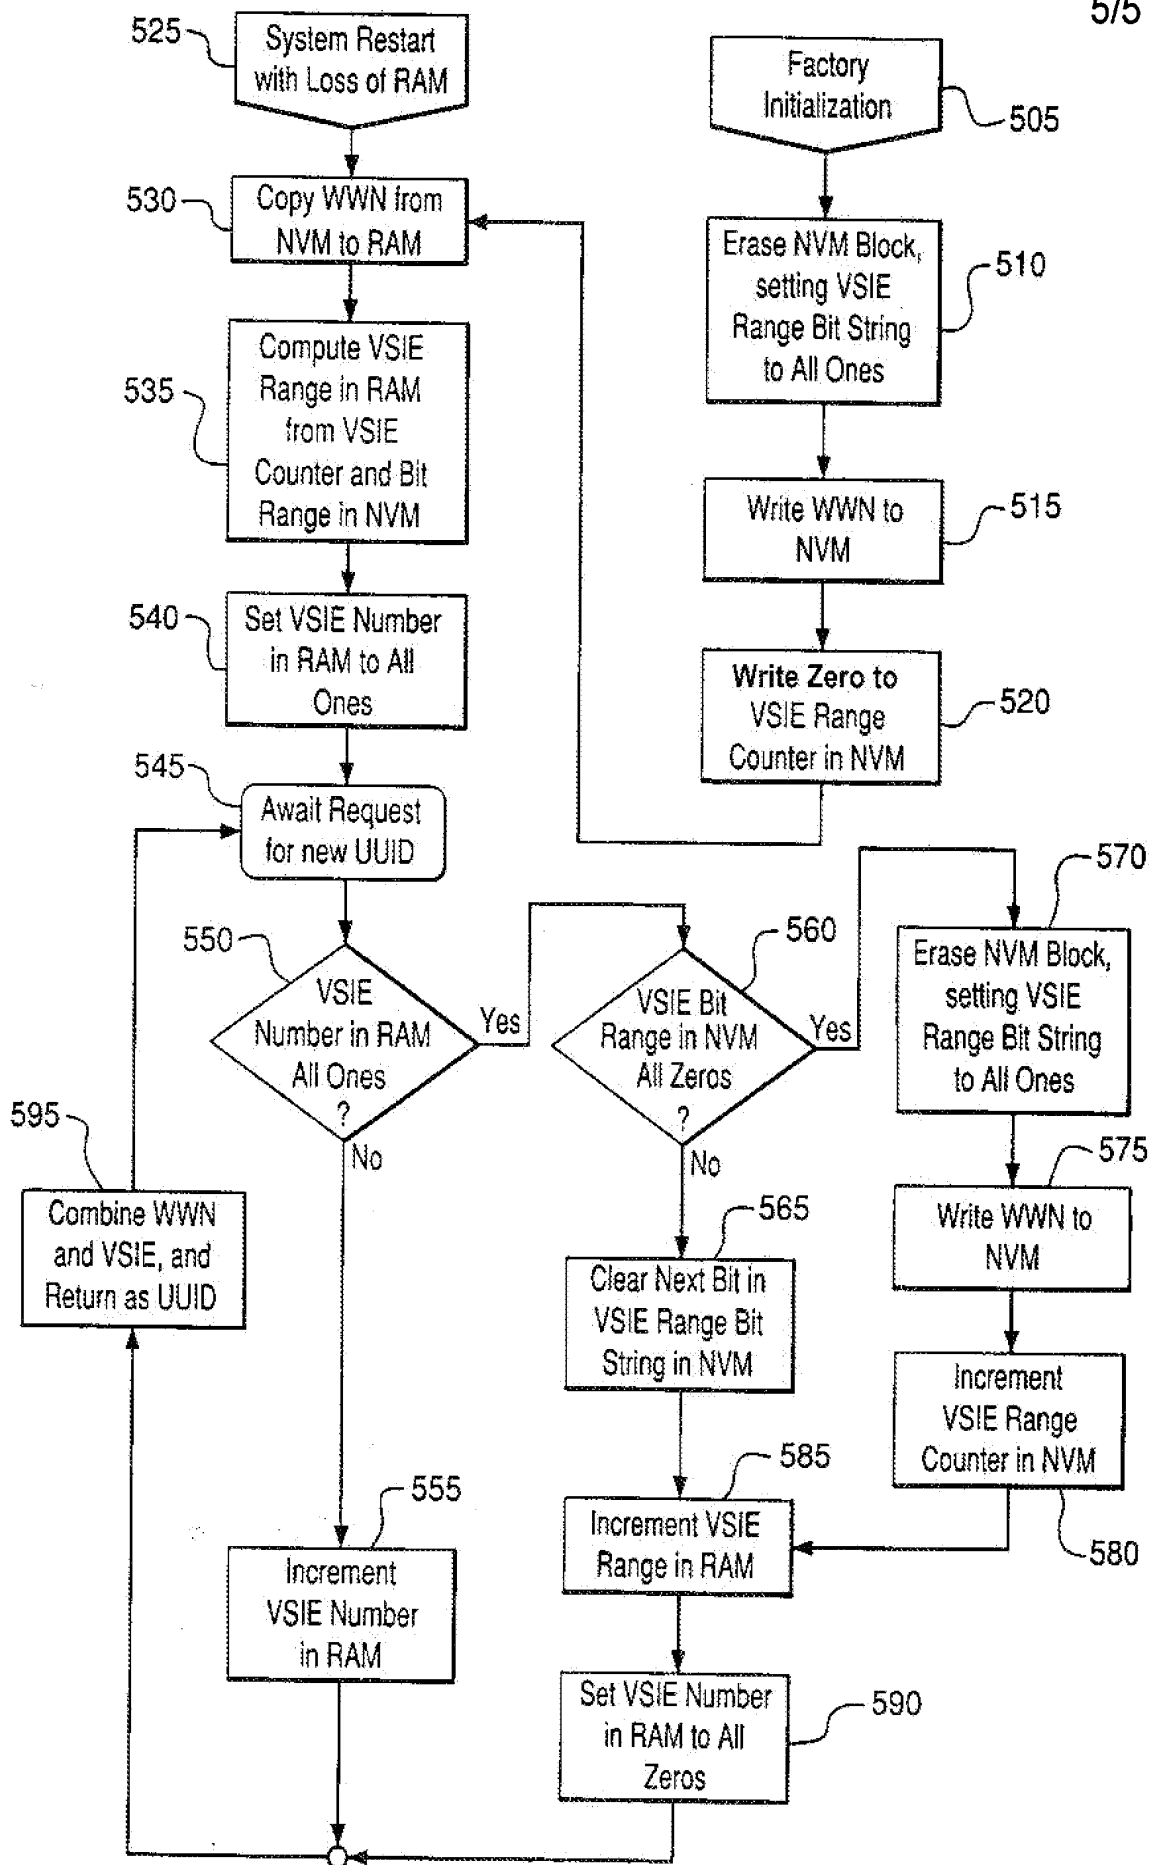 5/5
525
System Restart
with Loss of RAM
Factory
Initialization
505
530
Copy WWN from
NVM to RAM
Erase NVM Block,
setting VSIE
Range Bit String
to All Ones
510
535
Compute VSIE
Range in RAM
from VSIE
Counter and Bit
Range in NVM
Write WWN to
NVM
515
540
Set VSIE Number
in RAM to All
Ones
Write Zero to
VSIE Range
Counter in NVM
520
545
Await Request
for new UUID
550
VSIE
Number in RAM
All Ones
?
Yes
No
560
VSIE Bit
Range in NVM
All Zeros
?
Yes
No
570
Erase NVM Block,
setting VSIE
Range Bit String
to All Ones
595
Combine WWN
and VSIE, and
Return as UUID
565
Clear Next Bit in
VSIE Range Bit
String in NVM
575
Write WWN to
NVM
Increment
VSIE Range
Counter in NVM
580
555
Increment
VSIE Number
in RAM
585
Increment VSIE
Range in RAM
590
Set VSIE Number
in RAM to All
Zeros